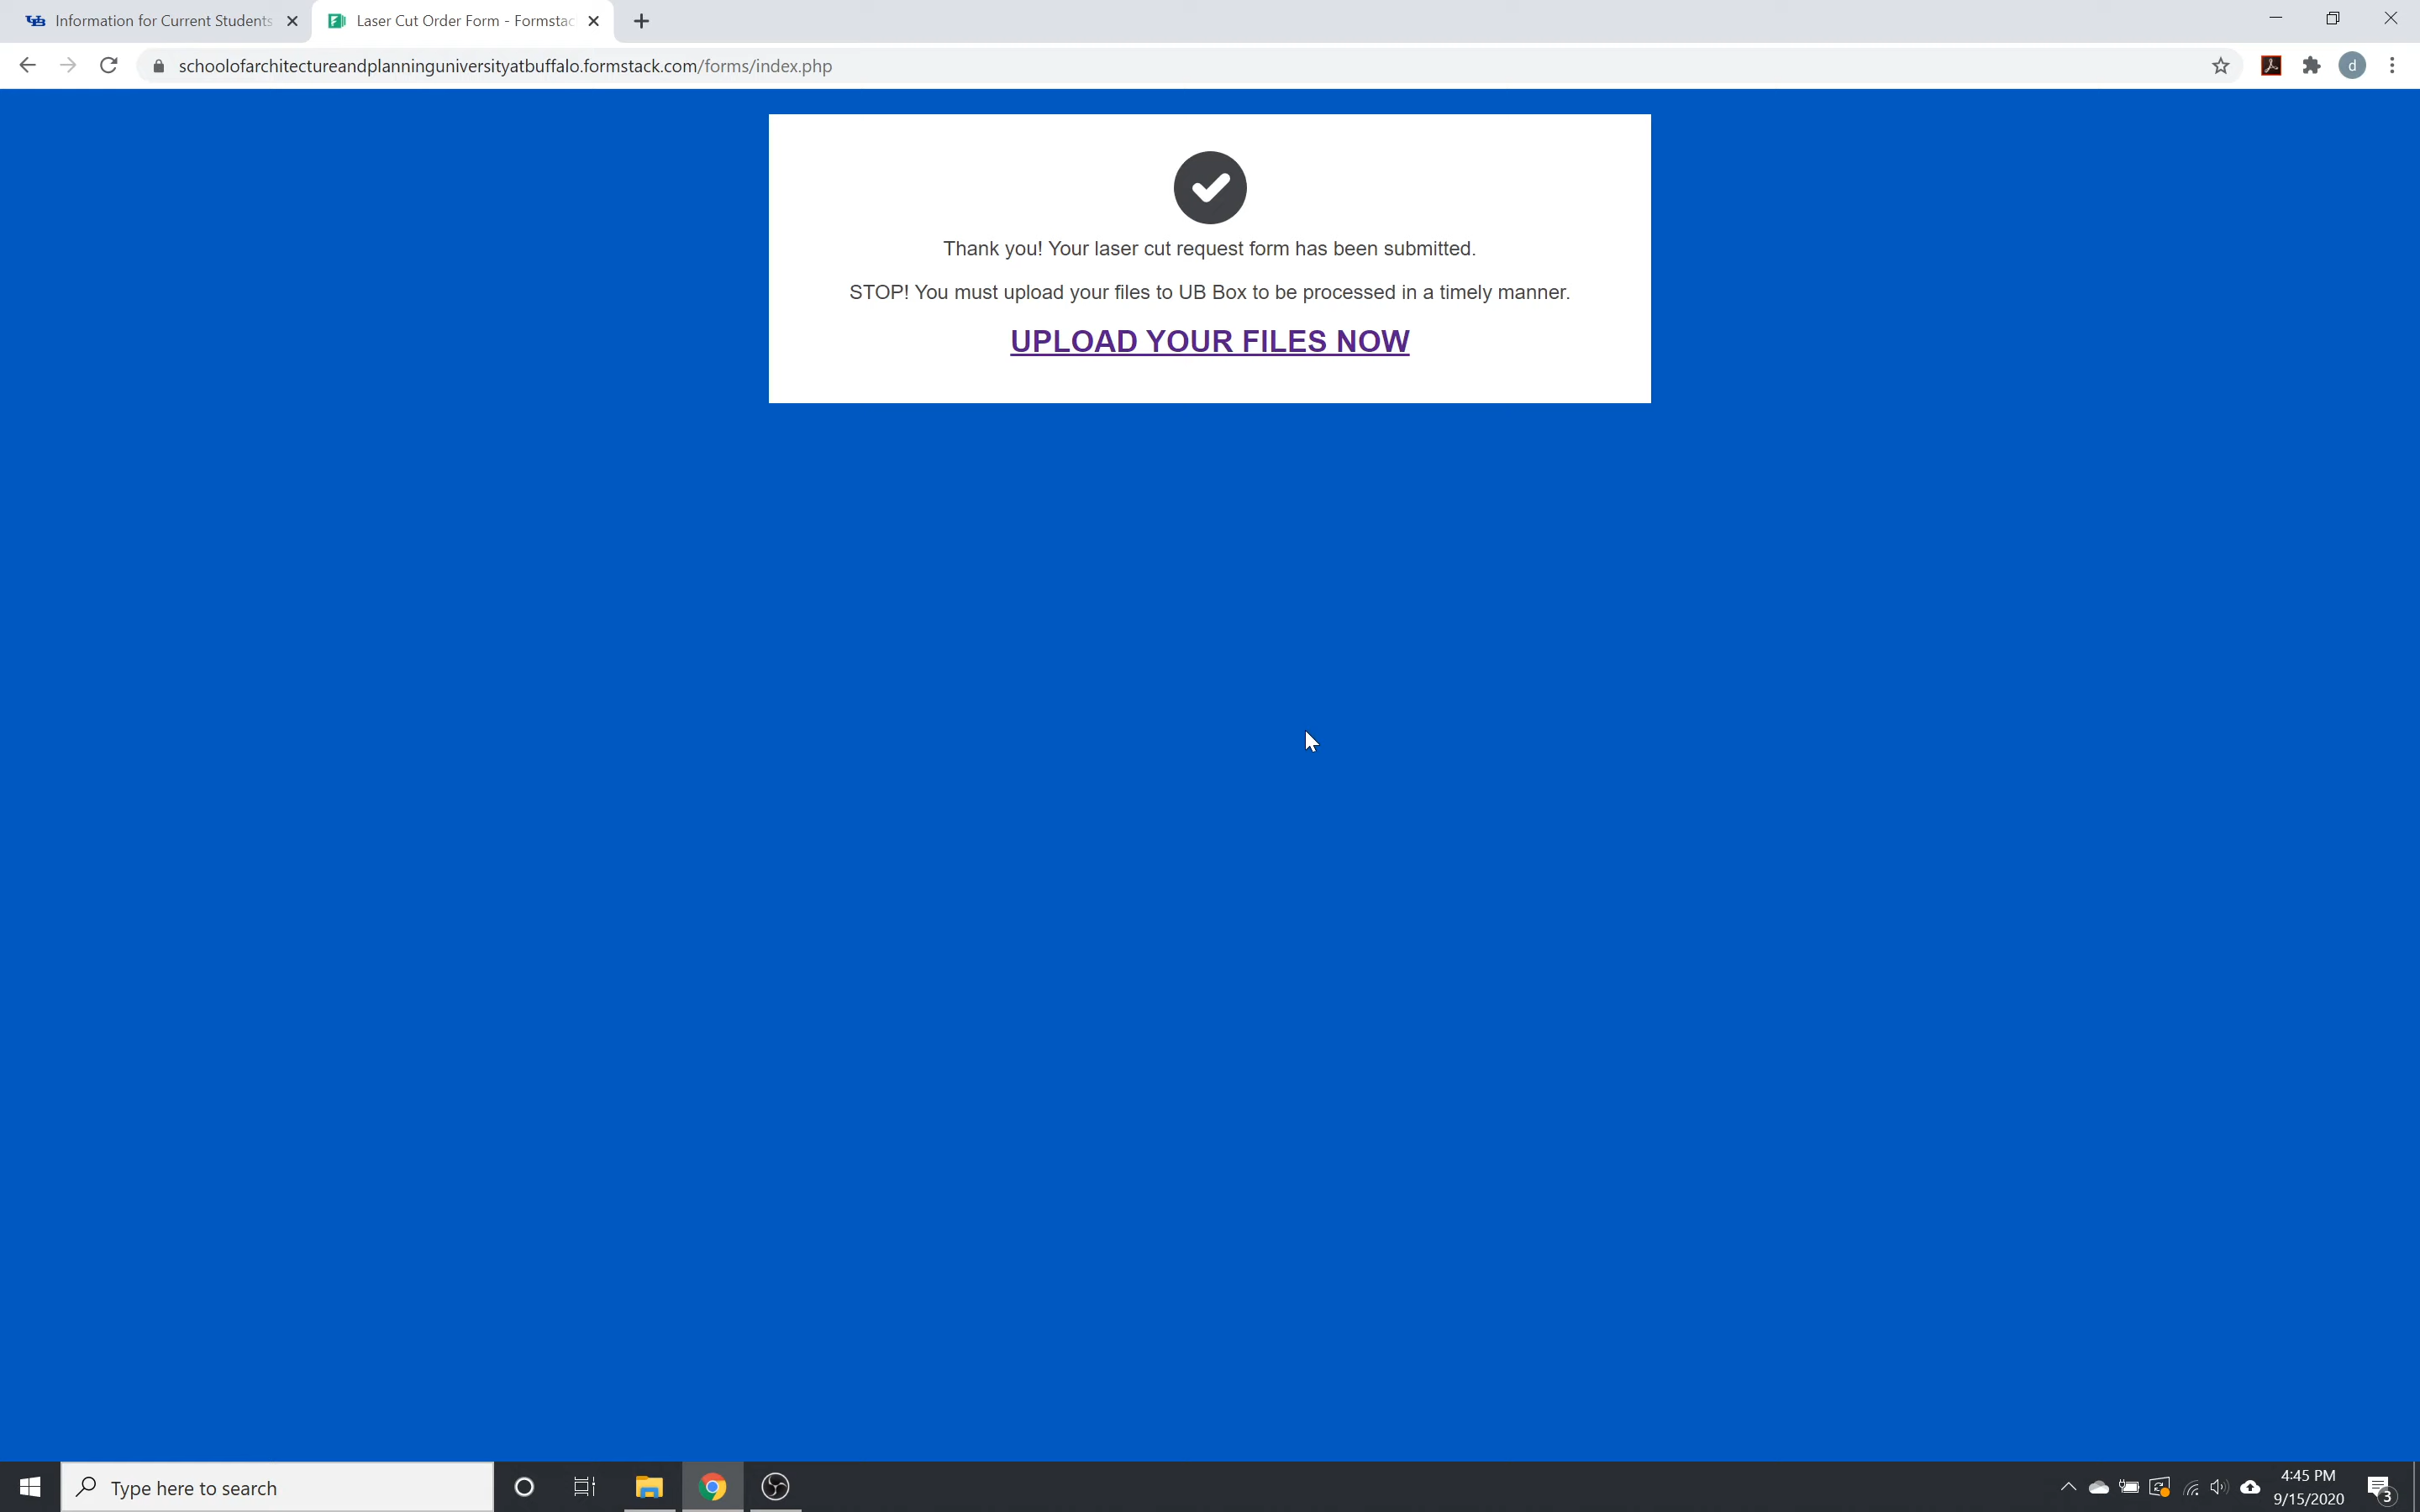 Information for Current Students
Laser Cut Order Form - Formstac
schoolofarchitectureandplanninguniversityatbuffalo.formstack.com/forms/index.php
d
Thank you! Your laser cut request form has been submitted.
STOP! You must upload your files to UB Box to be processed in a timely manner.
UPLOAD YOUR FILES NOW
Type here to search
4:45 PM
9/15/2020
3